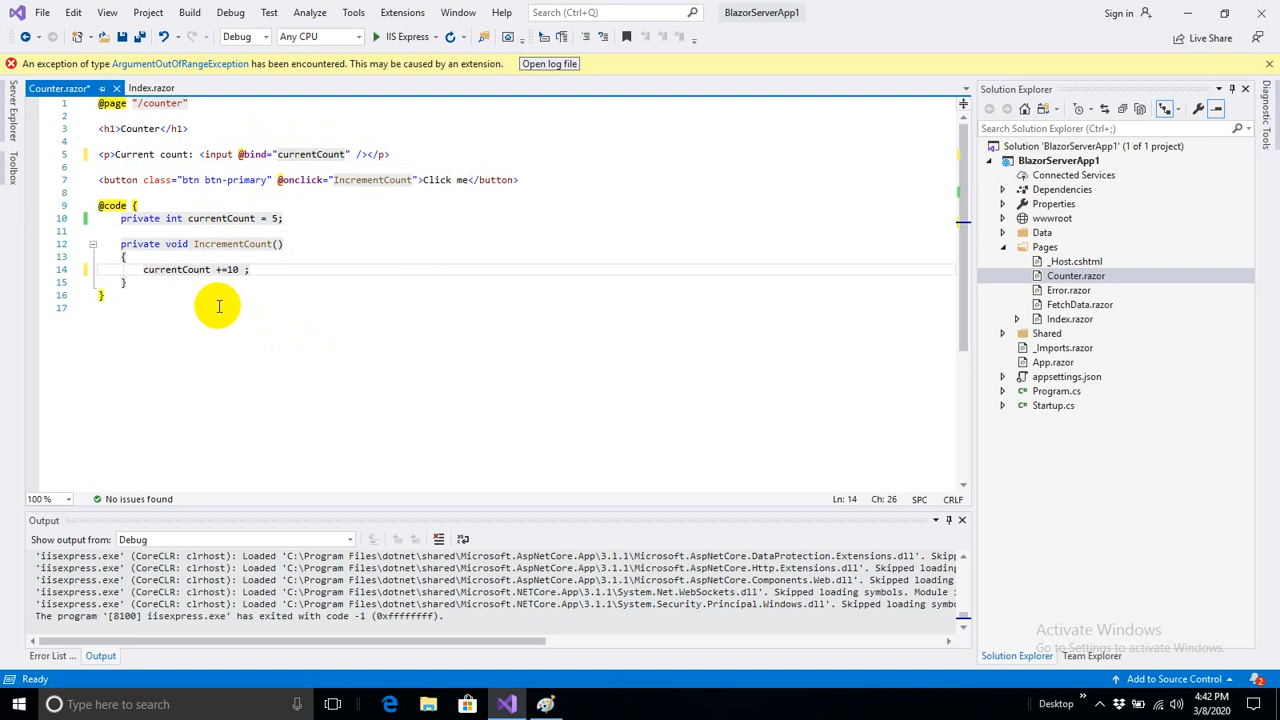 File Edit View Project Build Debug Test Analyze Tools Extensions Window Help Search (Ctrl+Q) BlazorServerApp1 Sign in
Debug Any CPU IIS Express Live Share
An exception of type ArgumentOutOfRangeException has been encountered. This may be caused by an extension. Open log file
Server Explorer
Toolbox
Counter.razor* Index.razor
1 @page "/counter"
2
3 <h1>Counter</h1>
4
5 <p>Current count: <input @bind="currentCount" /></p>
6
7 <button class="btn btn-primary" @onclick="IncrementCount">Click me</button>
8
9 @code {
10 private int currentCount = 5;
11
12 private void IncrementCount()
13 {
14 currentCount +=10 ;
15 }
16 }
17
100 % No issues found Ln: 14 Ch: 26 SPC CRLF
Output
Show output from: Debug
'iisexpress.exe' (CoreCLR: clrhost): Loaded 'C:\Program Files\dotnet\shared\Microsoft.AspNetCore.App\3.1.1\Microsoft.AspNetCore.DataProtection.Extensions.dll'. Skip
'iisexpress.exe' (CoreCLR: clrhost): Loaded 'C:\Program Files\dotnet\shared\Microsoft.AspNetCore.App\3.1.1\Microsoft.AspNetCore.Http.Extensions.dll'. Skipped loadin
'iisexpress.exe' (CoreCLR: clrhost): Loaded 'C:\Program Files\dotnet\shared\Microsoft.AspNetCore.App\3.1.1\Microsoft.AspNetCore.Components.Web.dll'. Skipped loading
'iisexpress.exe' (CoreCLR: clrhost): Loaded 'C:\Program Files\dotnet\shared\Microsoft.NETCore.App\3.1.1\System.Net.WebSockets.dll'. Skipped loading symbols. Module i
'iisexpress.exe' (CoreCLR: clrhost): Loaded 'C:\Program Files\dotnet\shared\Microsoft.NETCore.App\3.1.1\System.Security.Principal.Windows.dll'. Skipped loading symbo
The program '[8100] iisexpress.exe' has exited with code -1 (0xffffffff).
Error List ... Output
Solution Explorer
Search Solution Explorer (Ctrl+;)
Solution 'BlazorServerApp1' (1 of 1 project)
BlazorServerApp1
Connected Services
Dependencies
Properties
wwwroot
Data
Pages
_Host.cshtml
Counter.razor
Error.razor
FetchData.razor
Index.razor
Shared
_Imports.razor
App.razor
appsettings.json
Program.cs
Startup.cs
Activate Windows
Go to Settings to activate Windows.
Solution Explorer Team Explorer
Diagnostic Tools
Ready Add to Source Control 2
Type here to search Desktop 4:42 PM
3/8/2020